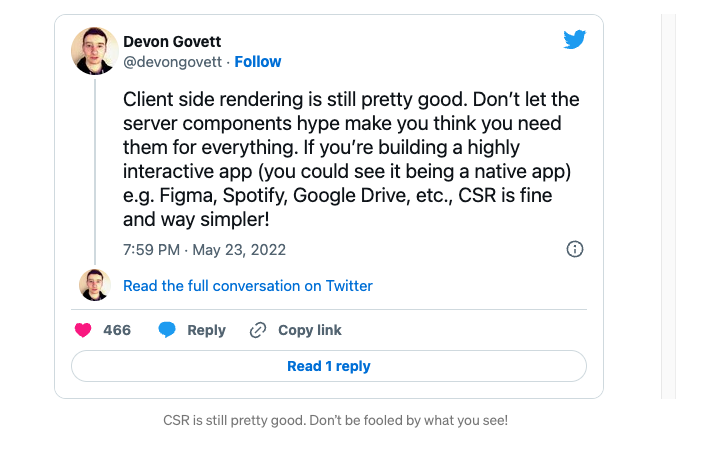 Devon Govett
@devongovett · Follow
Client side rendering is still pretty good. Don’t let the
server components hype make you think you need
them for everything. If you’re building a highly
interactive app (you could see it being a native app)
e.g. Figma, Spotify, Google Drive, etc., CSR is fine
and way simpler!
7:59 PM · May 23, 2022
Read the full conversation on Twitter
466 Reply Copy link
Read 1 reply
CSR is still pretty good. Don’t be fooled by what you see!